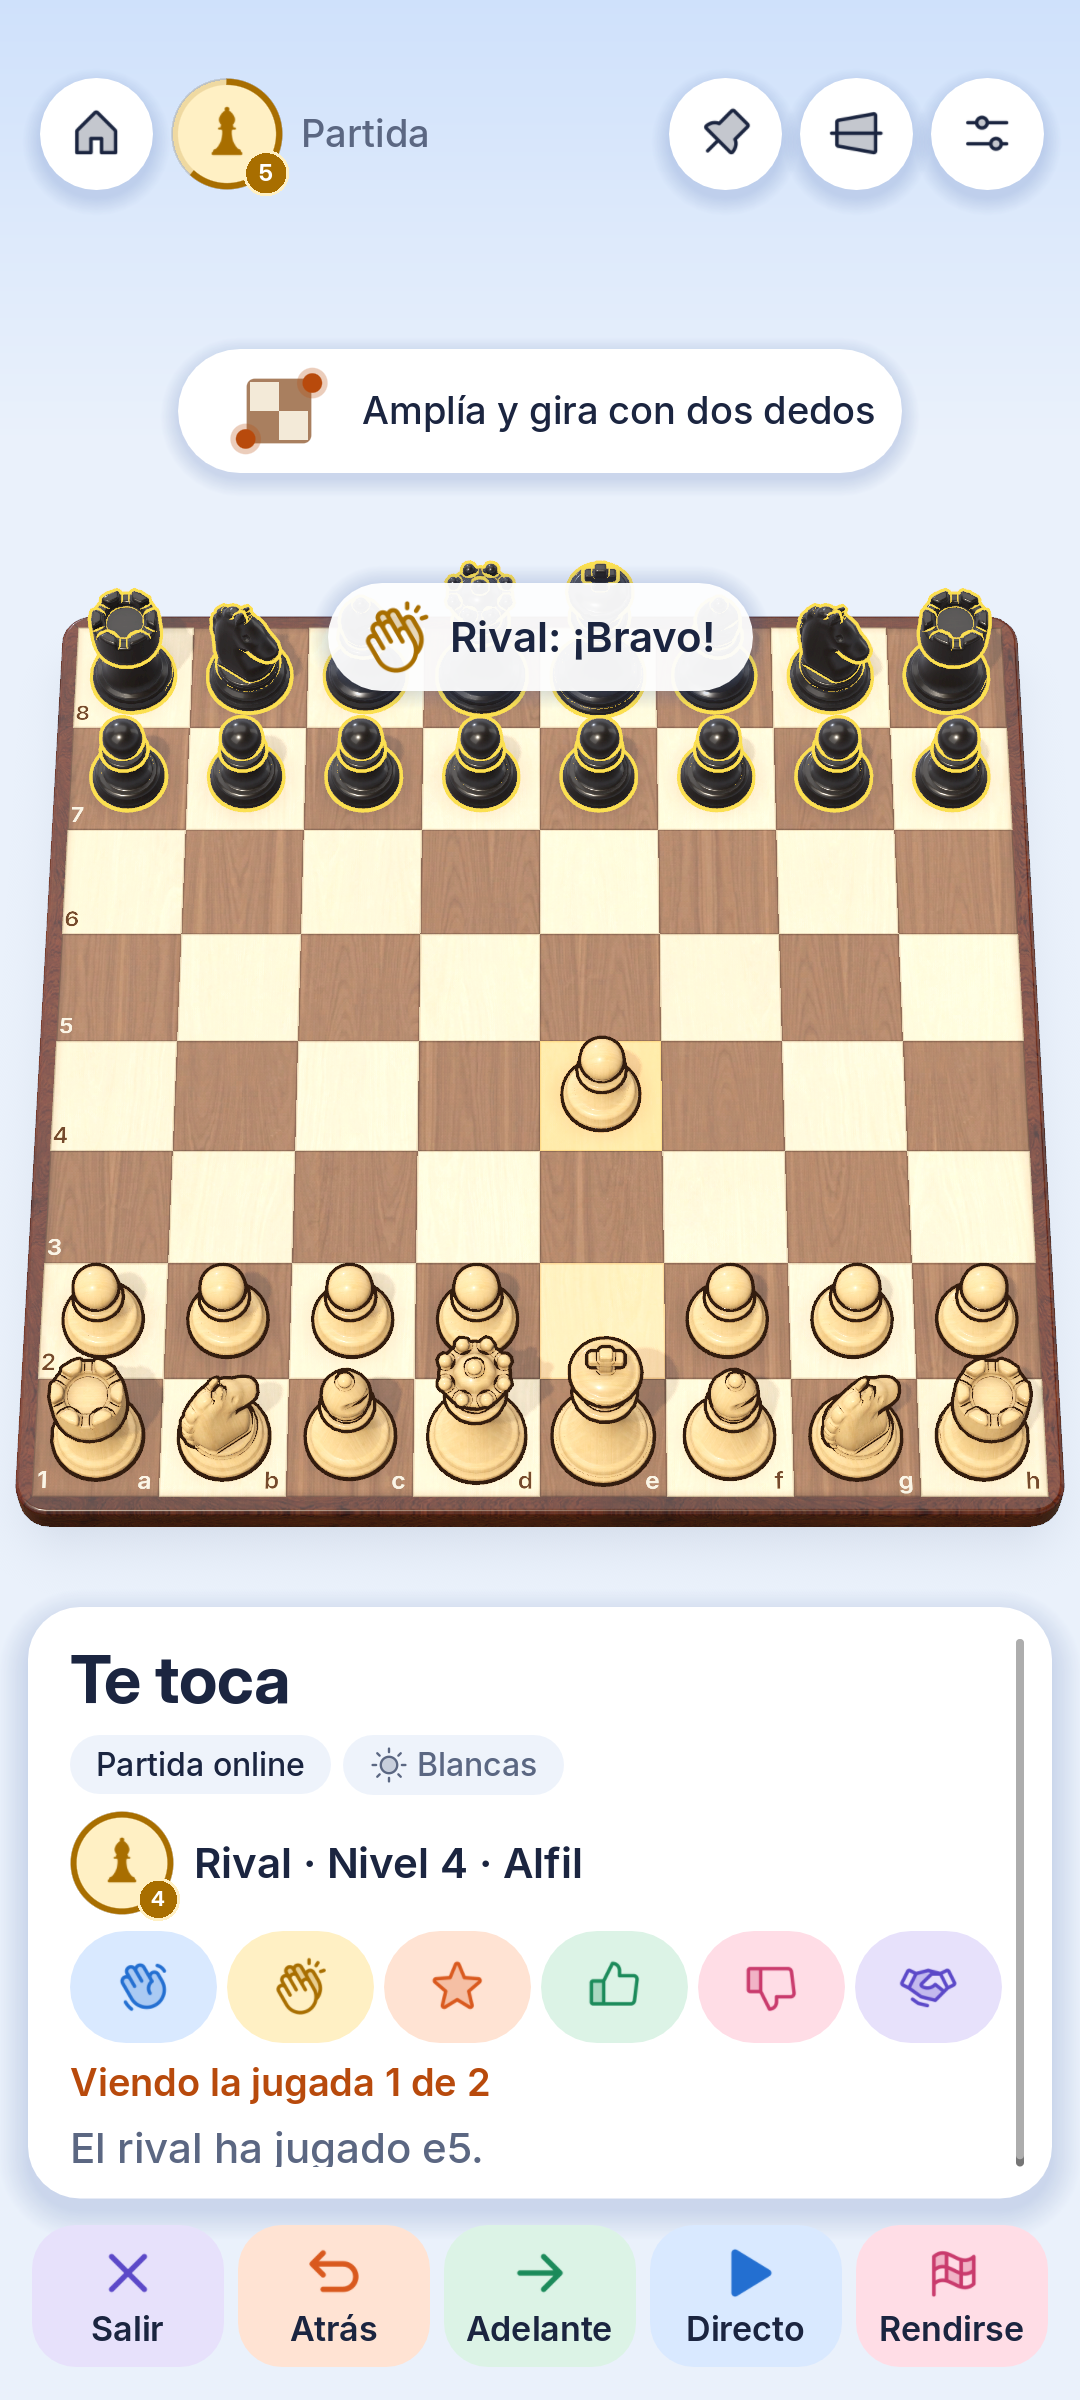 5
Partida
Amplía y gira con dos dedos
Rival: ¡Bravo!
8
7
6
5
4
3
2
1 a b c d e f g h
Te toca
Partida online Blancas
4
Rival · Nivel 4 · Alfil
Viendo la jugada 1 de 2
El rival ha jugado e5.
Salir Atrás Adelante Directo Rendirse